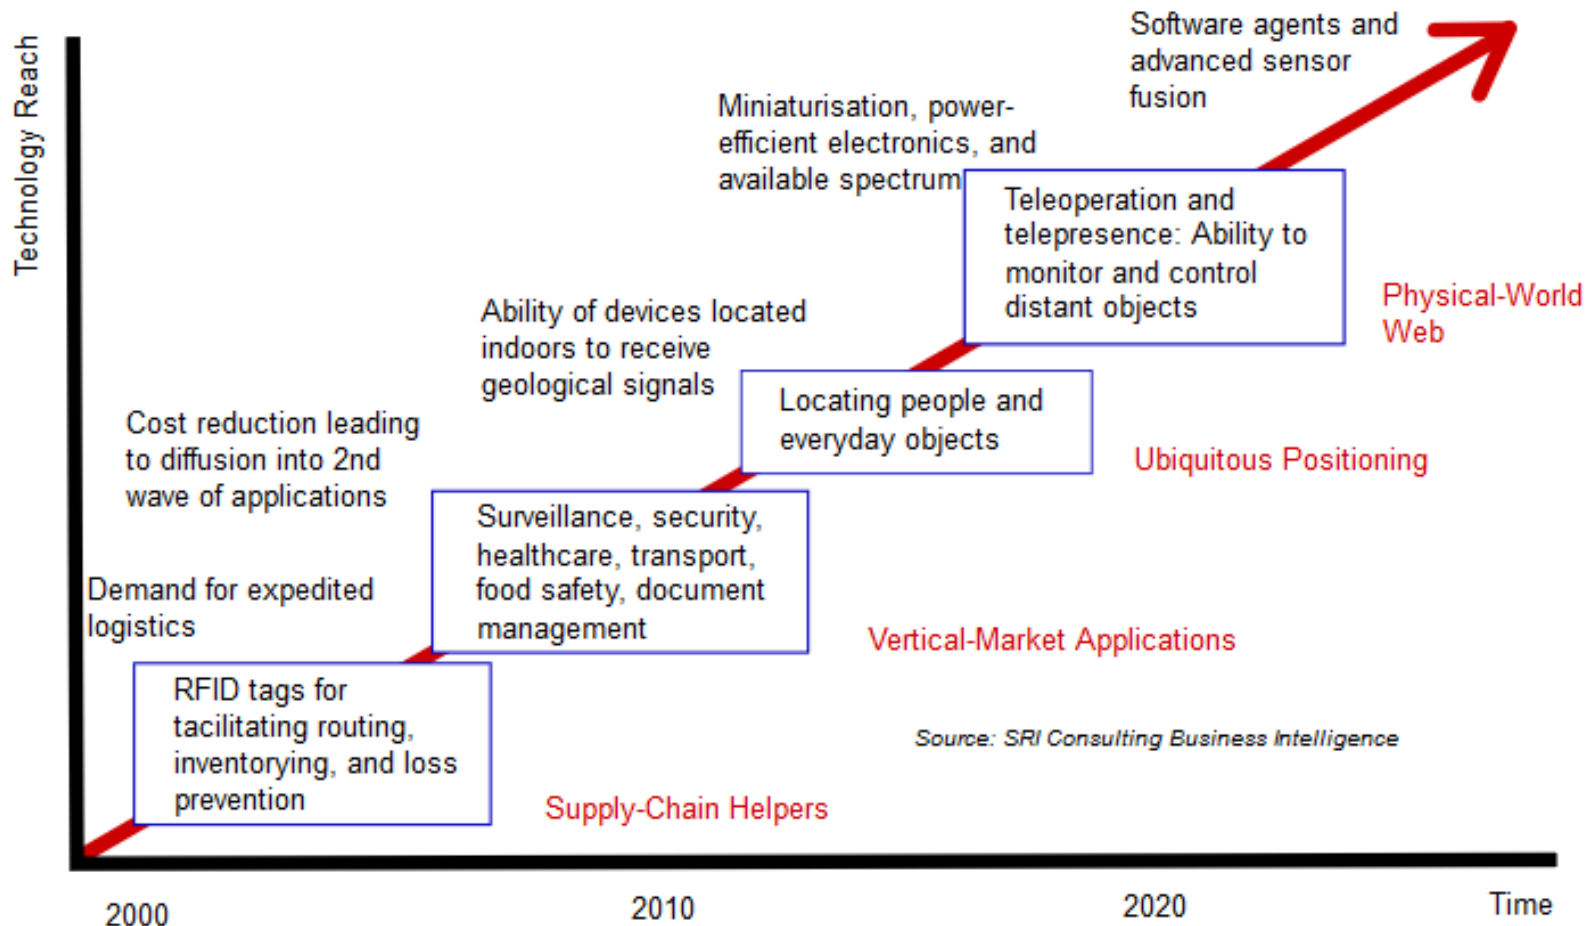 Technology Reach
Software agents and
advanced sensor
fusion
Miniaturisation, power-
efficient electronics, and
available spectrum
Teleoperation and
telepresence: Ability to
monitor and control
distant objects
Physical-World
Web
Ability of devices located
indoors to receive
geological signals
Locating people and
everyday objects
Ubiquitous Positioning
Cost reduction leading
to diffusion into 2nd
wave of applications
Surveillance, security,
healthcare, transport,
food safety, document
management
Vertical-Market Applications
Demand for expedited
logistics
RFID tags for
tacilitating routing,
inventorying, and loss
prevention
Supply-Chain Helpers
Source: SRI Consulting Business Intelligence
2000
2010
2020
Time